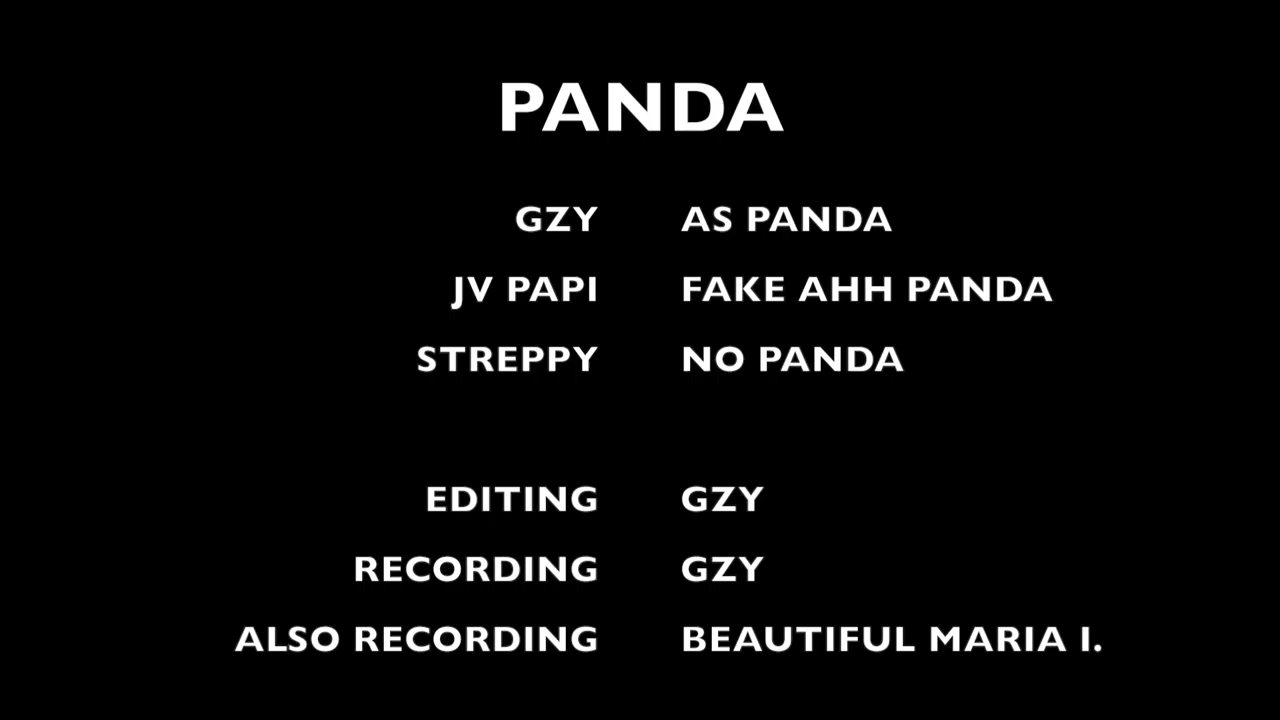 PANDA
GZY AS PANDA
JV PAPI FAKE AHH PANDA
STREPPY NO PANDA
EDITING GZY
RECORDING GZY
ALSO RECORDING BEAUTIFUL MARIA I.